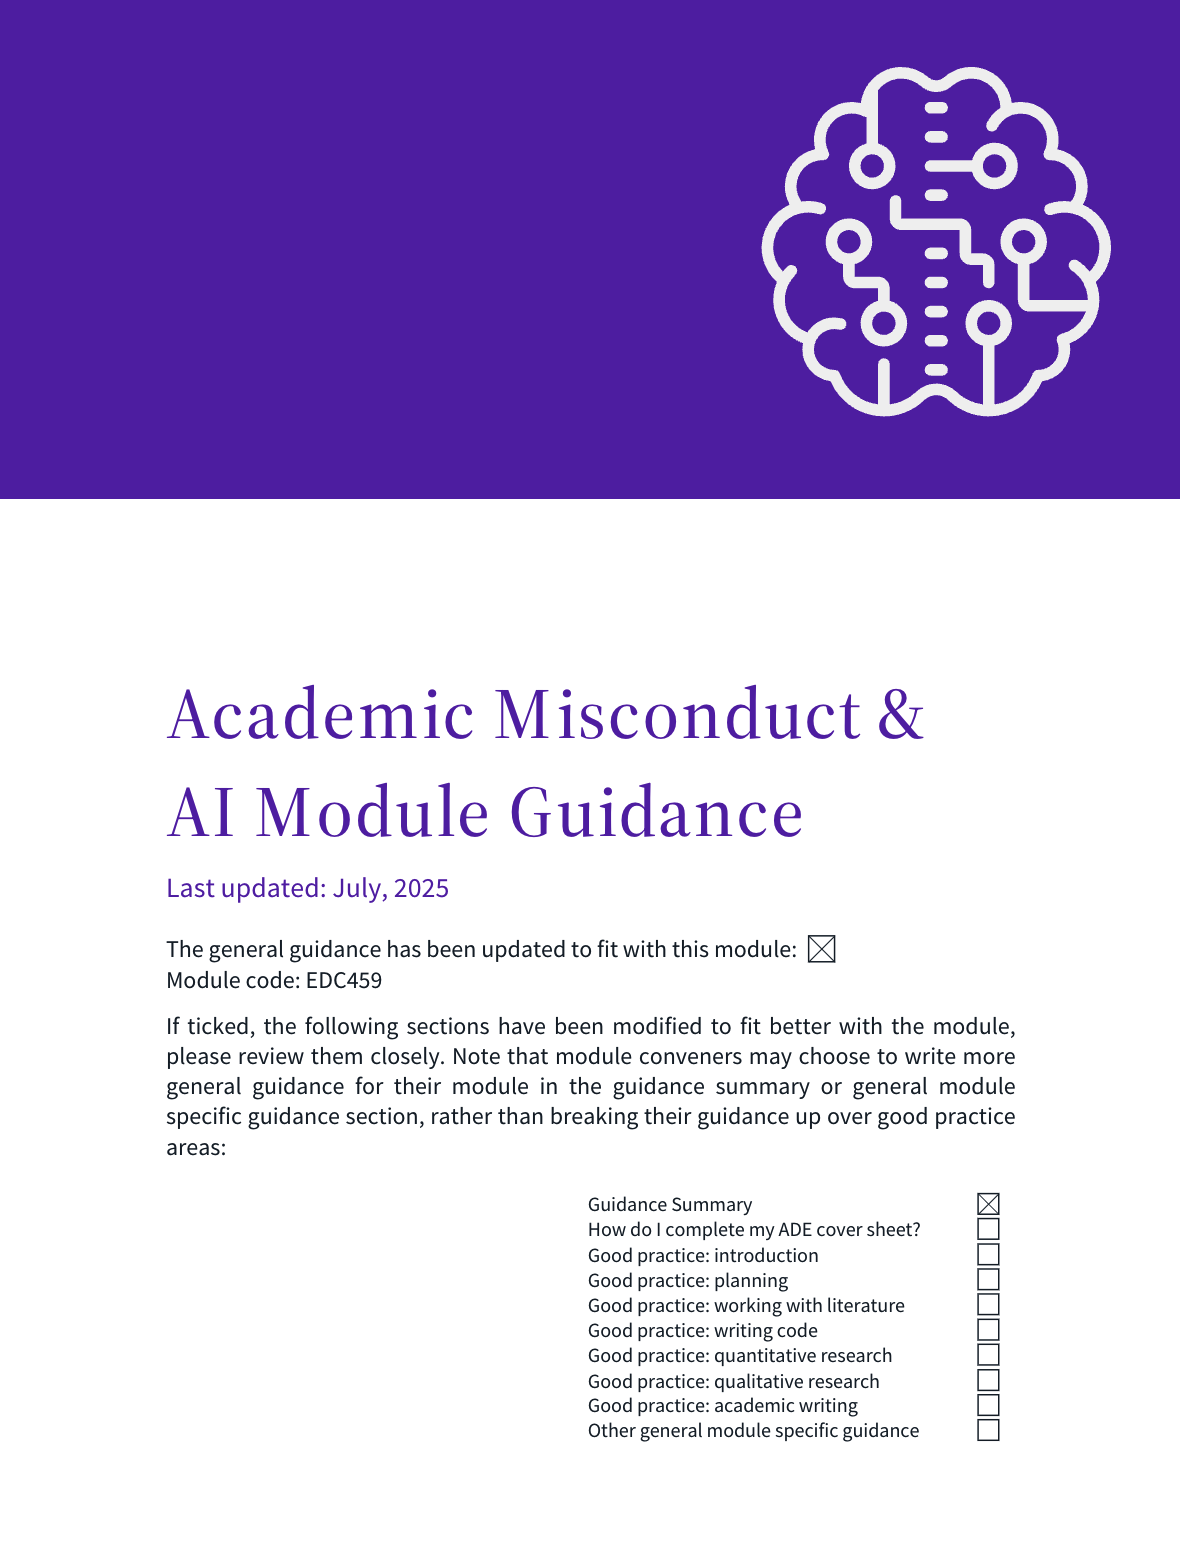 Academic Misconduct &
AI Module Guidance
Last updated: July, 2025
The general guidance has been updated to fit with this module: ☒
Module code: EDC459
If ticked, the following sections have been modified to fit better with the module,
please review them closely. Note that module conveners may choose to write more
general guidance for their module in the guidance summary or general module
specific guidance section, rather than breaking their guidance up over good practice
areas:
Guidance Summary ☒
How do I complete my ADE cover sheet? ☐
Good practice: introduction ☐
Good practice: planning ☐
Good practice: working with literature ☐
Good practice: writing code ☐
Good practice: quantitative research ☐
Good practice: qualitative research ☐
Good practice: academic writing ☐
Other general module specific guidance ☐